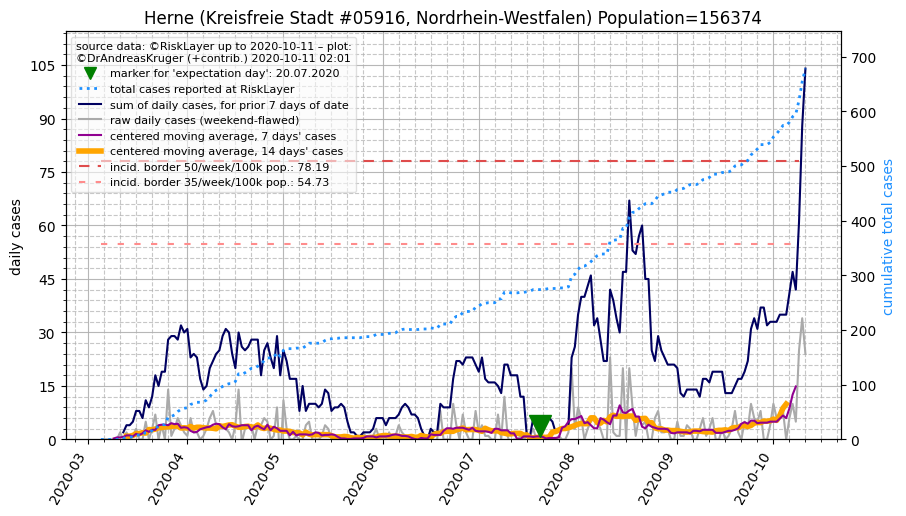 Herne (Kreisfreie Stadt #05916, Nordrhein-Westfalen) Population=156374
source data: ©RiskLayer up to 2020-10-11 – plot:
©DrAndreasKruger (+contrib.) 2020-10-11 02:01
marker for 'expectation day': 20.07.2020
total cases reported at RiskLayer
sum of daily cases, for prior 7 days of date
raw daily cases (weekend-flawed)
centered moving average, 7 days' cases
centered moving average, 14 days' cases
incid. border 50/week/100k pop.: 78.19
incid. border 35/week/100k pop.: 54.73
daily cases
105
90
75
60
45
30
15
0
cumulative total cases
700
600
500
400
300
200
100
0
2020-03
2020-04
2020-05
2020-06
2020-07
2020-08
2020-09
2020-10